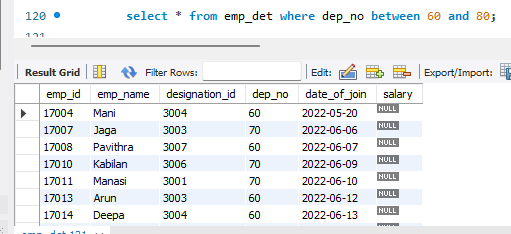 120 select * from emp_det where dep_no between 60 and 80;
121
Result Grid Filter Rows: Edit: Export/Import:
emp_id emp_name designation_id dep_no date_of_join salary
17004 Mani 3004 60 2022-05-20 NULL
17007 Jaga 3003 70 2022-06-06 NULL
17008 Pavithra 3007 60 2022-06-07 NULL
17010 Kabilan 3006 70 2022-06-09 NULL
17011 Manasi 3001 70 2022-06-10 NULL
17013 Arun 3003 60 2022-06-12 NULL
17014 Deepa 3004 60 2022-06-13 NULL
emp_det 121